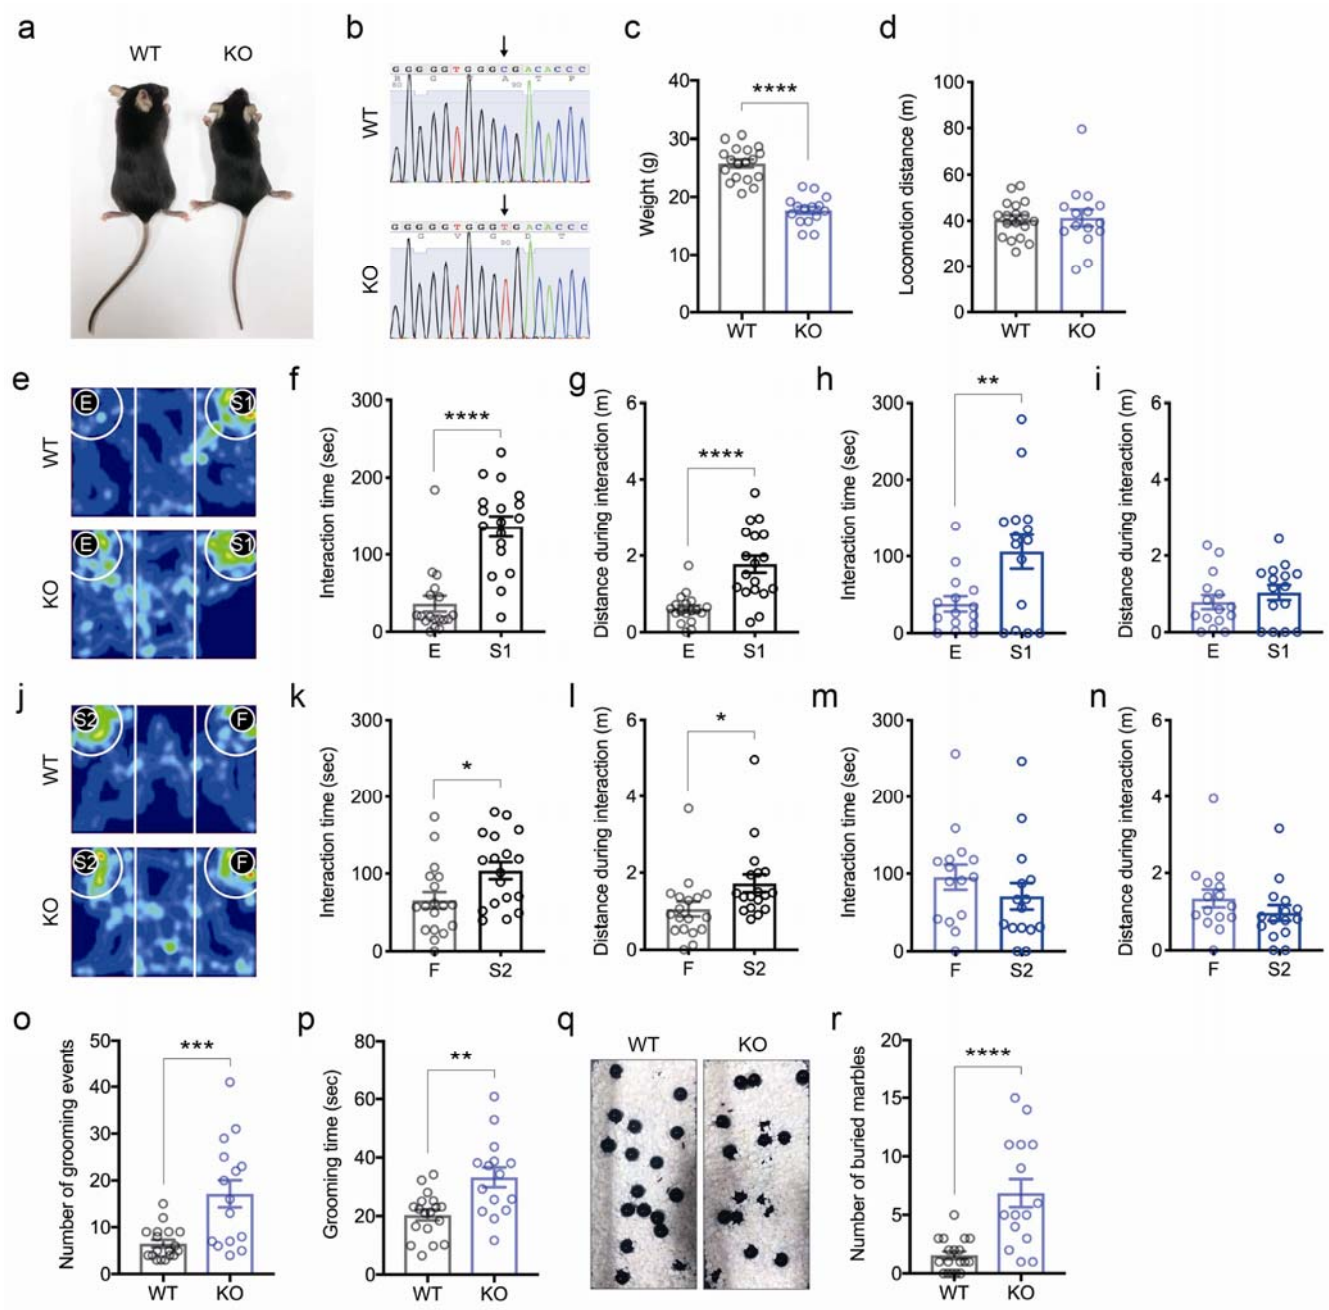 a
WT KO
b
WT
G G G G G T G G G C G A C A C C C
KO
G G G G G T G G G T G A C A C C C
G V G D T
90
c
****
Weight (g)
40
30
20
10
0
WT KO
d
Locomotion distance (m)
100
80
60
40
20
0
WT KO
e
WT
E S1
KO
E S1
f
****
Interaction time (sec)
300
200
100
0
E S1
g
****
Distance during interaction (m)
6
4
2
0
E S1
h
**
Interaction time (sec)
300
200
100
0
E S1
i
Distance during interaction (m)
6
4
2
0
E S1
j
WT
S2 F
KO
S2 F
k
*
Interaction time (sec)
300
200
100
0
F S2
l
*
Distance during interaction (m)
6
4
2
0
F S2
m
Interaction time (sec)
300
200
100
0
F S2
n
Distance during interaction (m)
6
4
2
0
F S2
o
***
Number of grooming events
50
40
30
20
10
0
WT KO
p
**
Grooming time (sec)
80
60
40
20
0
WT KO
q
WT KO
r
****
Number of buried marbles
20
15
10
5
0
WT KO